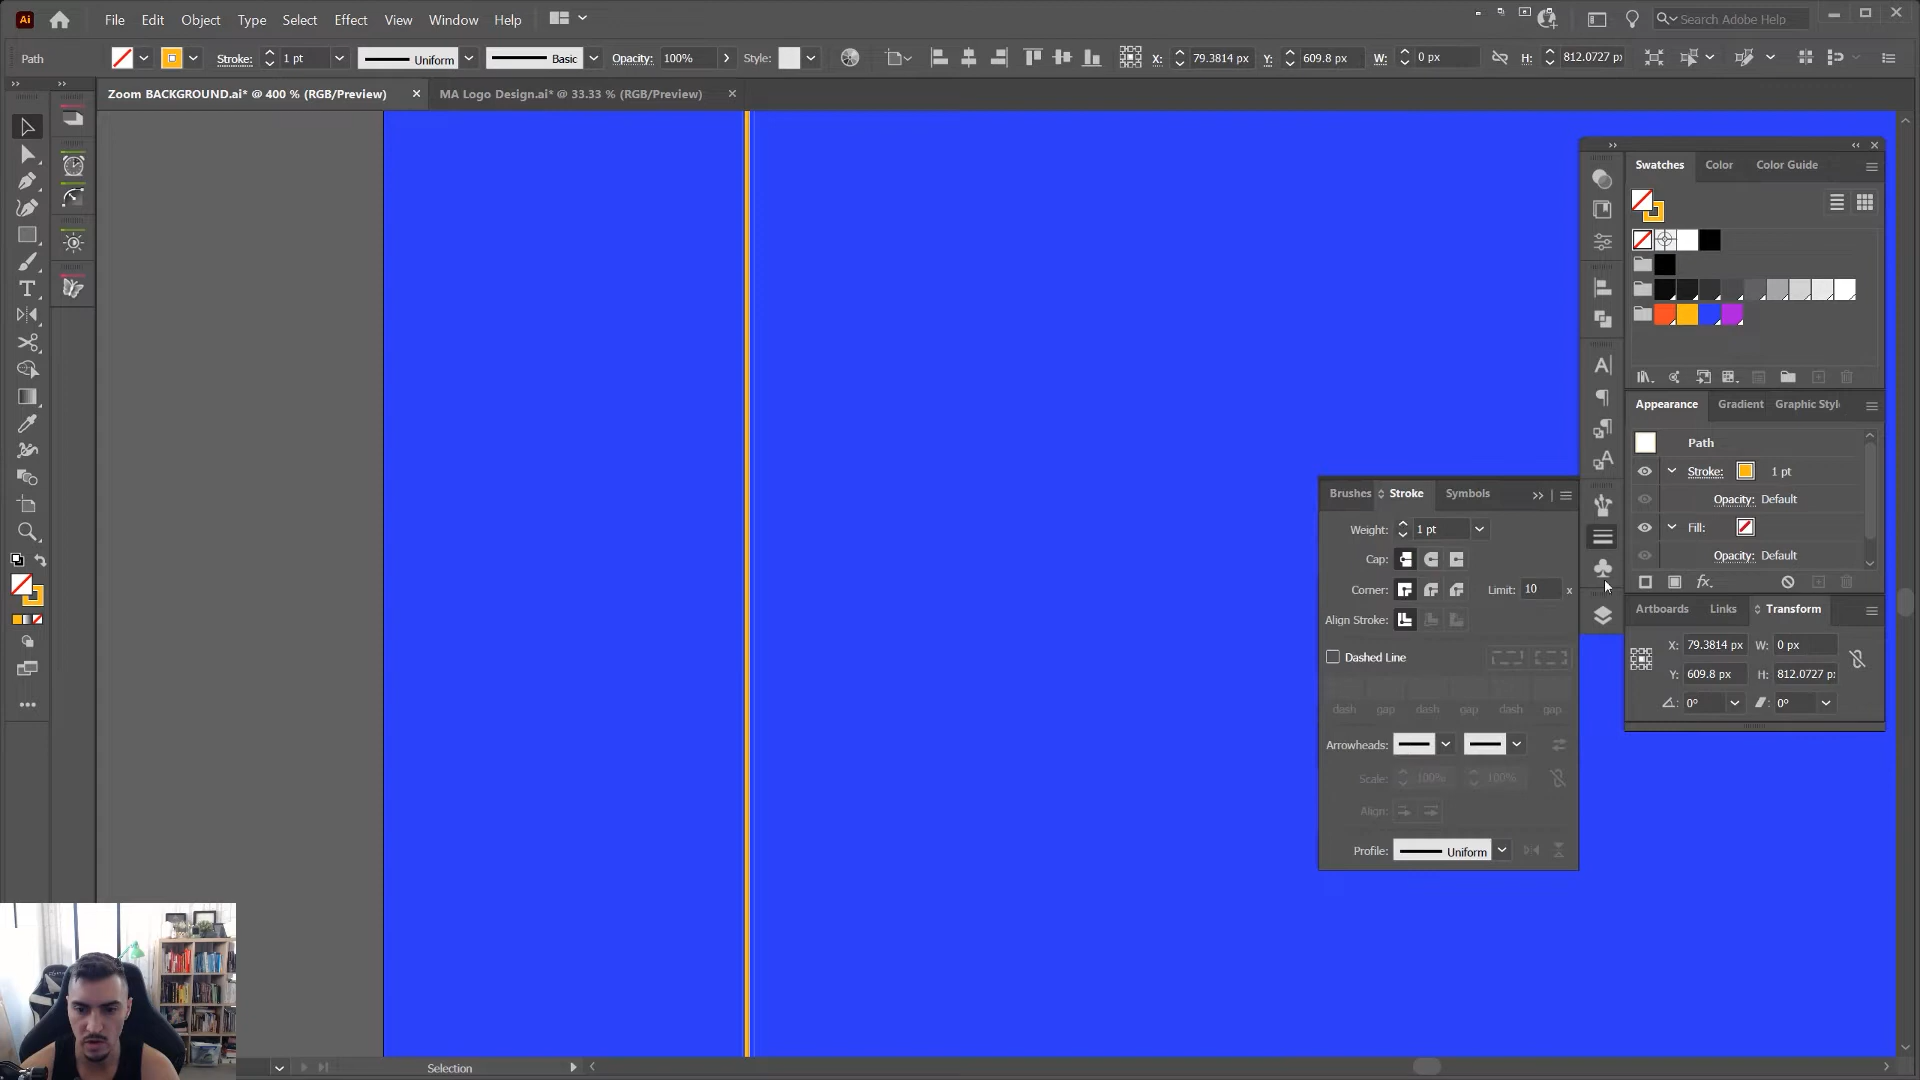 Ai File Edit Object Type Select Effect View Window Help Search Adobe Help
Path Stroke: 1 pt Uniform Basic Opacity: 100% Style: X: 79.3814 px Y: 609.8 px W: 0 px H: 812.0727 px
Zoom BACKGROUND.ai* @ 400 % (RGB/Preview) MA Logo Design.ai* @ 33.33 % (RGB/Preview)
Swatches Color Color Guide
Appearance Gradient Graphic Styl
Path
Stroke: 1 pt
Opacity: Default
Fill:
Opacity: Default
fx
Artboards Links Transform
X: 79.3814 px W: 0 px
Y: 609.8 px H: 812.0727 p:
0° 0°
Brushes Stroke Symbols
Weight: 1 pt
Cap:
Corner: Limit: 10 x
Align Stroke:
Dashed Line
dash gap dash gap dash gap
Arrowheads:
Scale: 100% 100%
Align:
Profile: Uniform
Selection